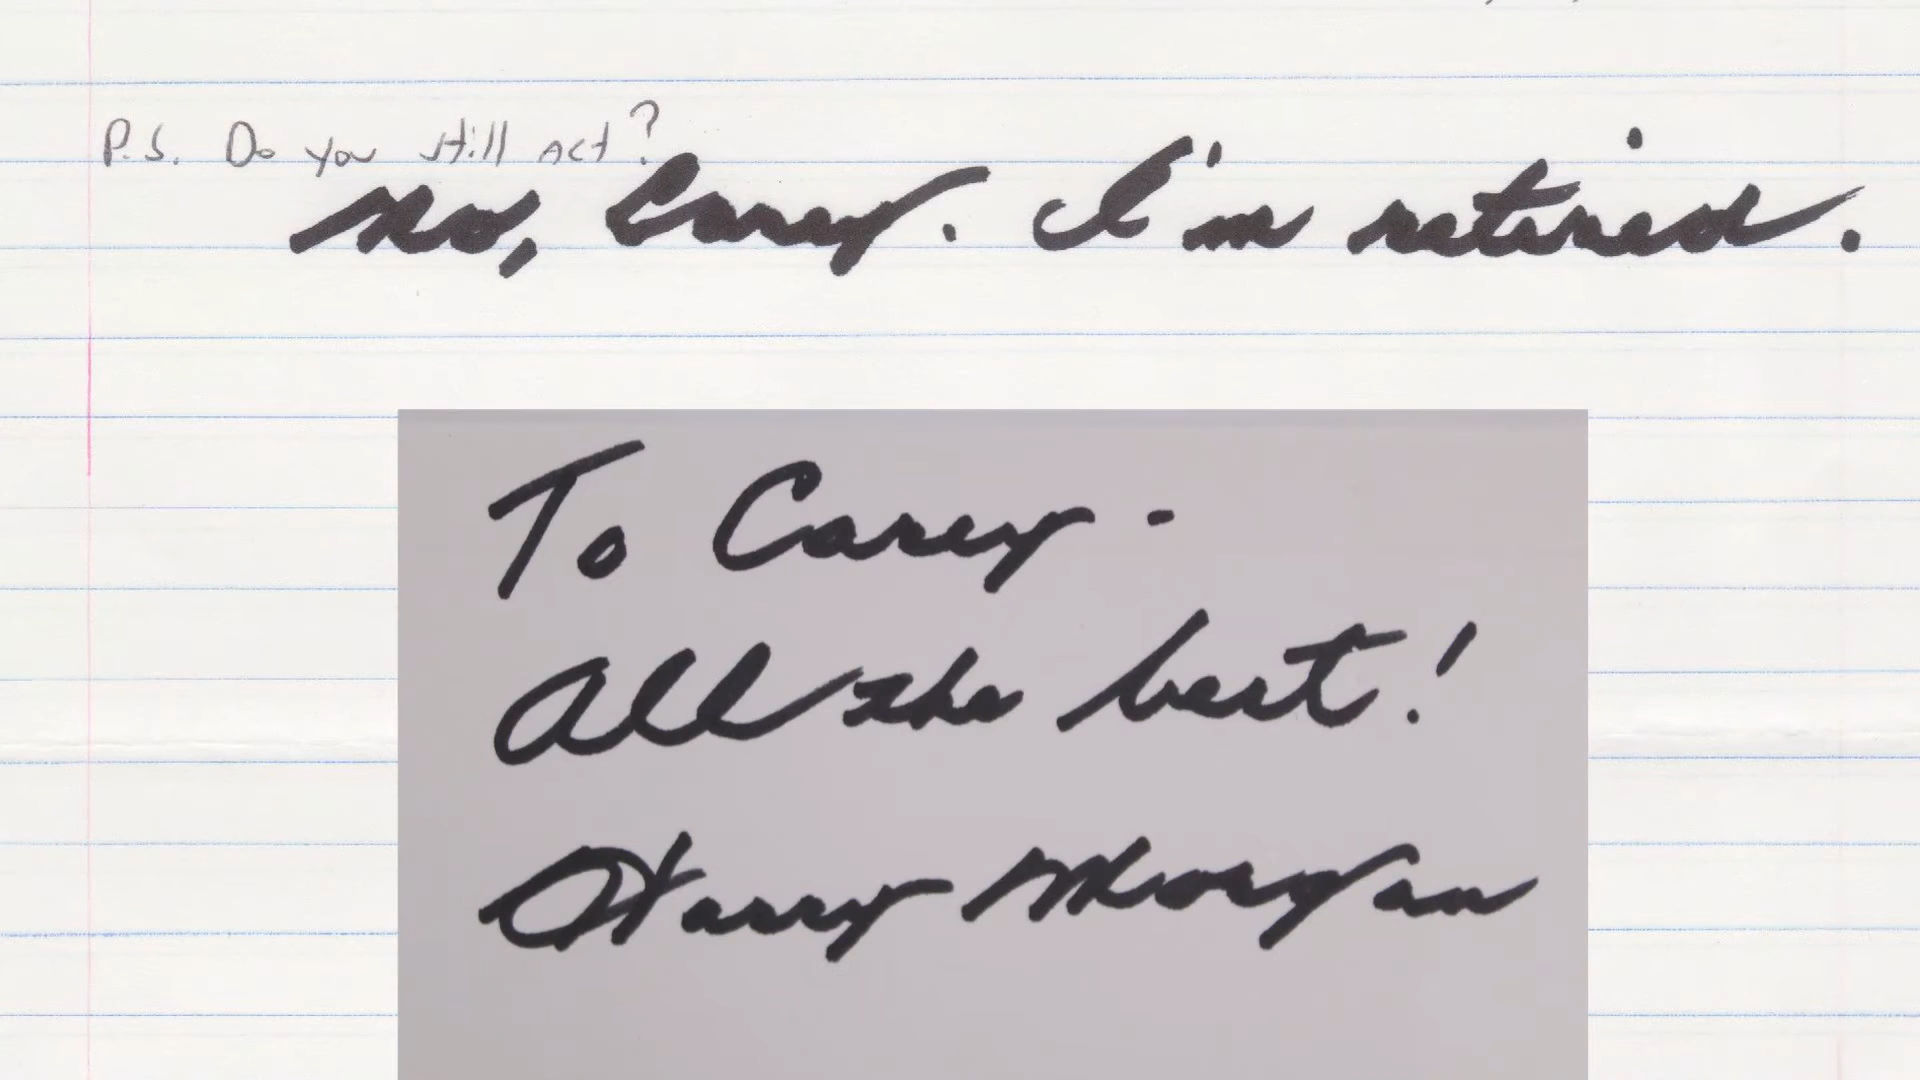 P.S. Do you still act?
No, Carey. I'm retired.
To Carey -
All the best!
Harry Morgan